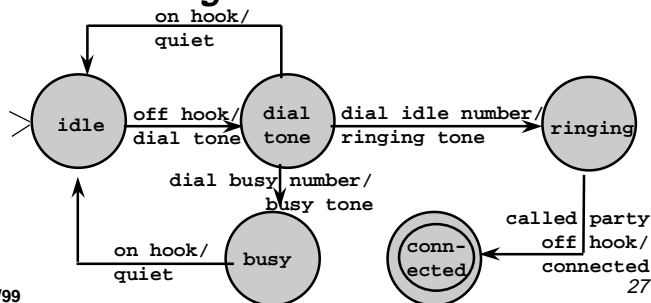 on hook/
quiet
idle
off hook/
dial tone
dial
tone
dial idle number/
ringing tone
ringing
dial busy number/
busy tone
on hook/
quiet
busy
conn-
ected
called party
off hook/
connected
/99
27